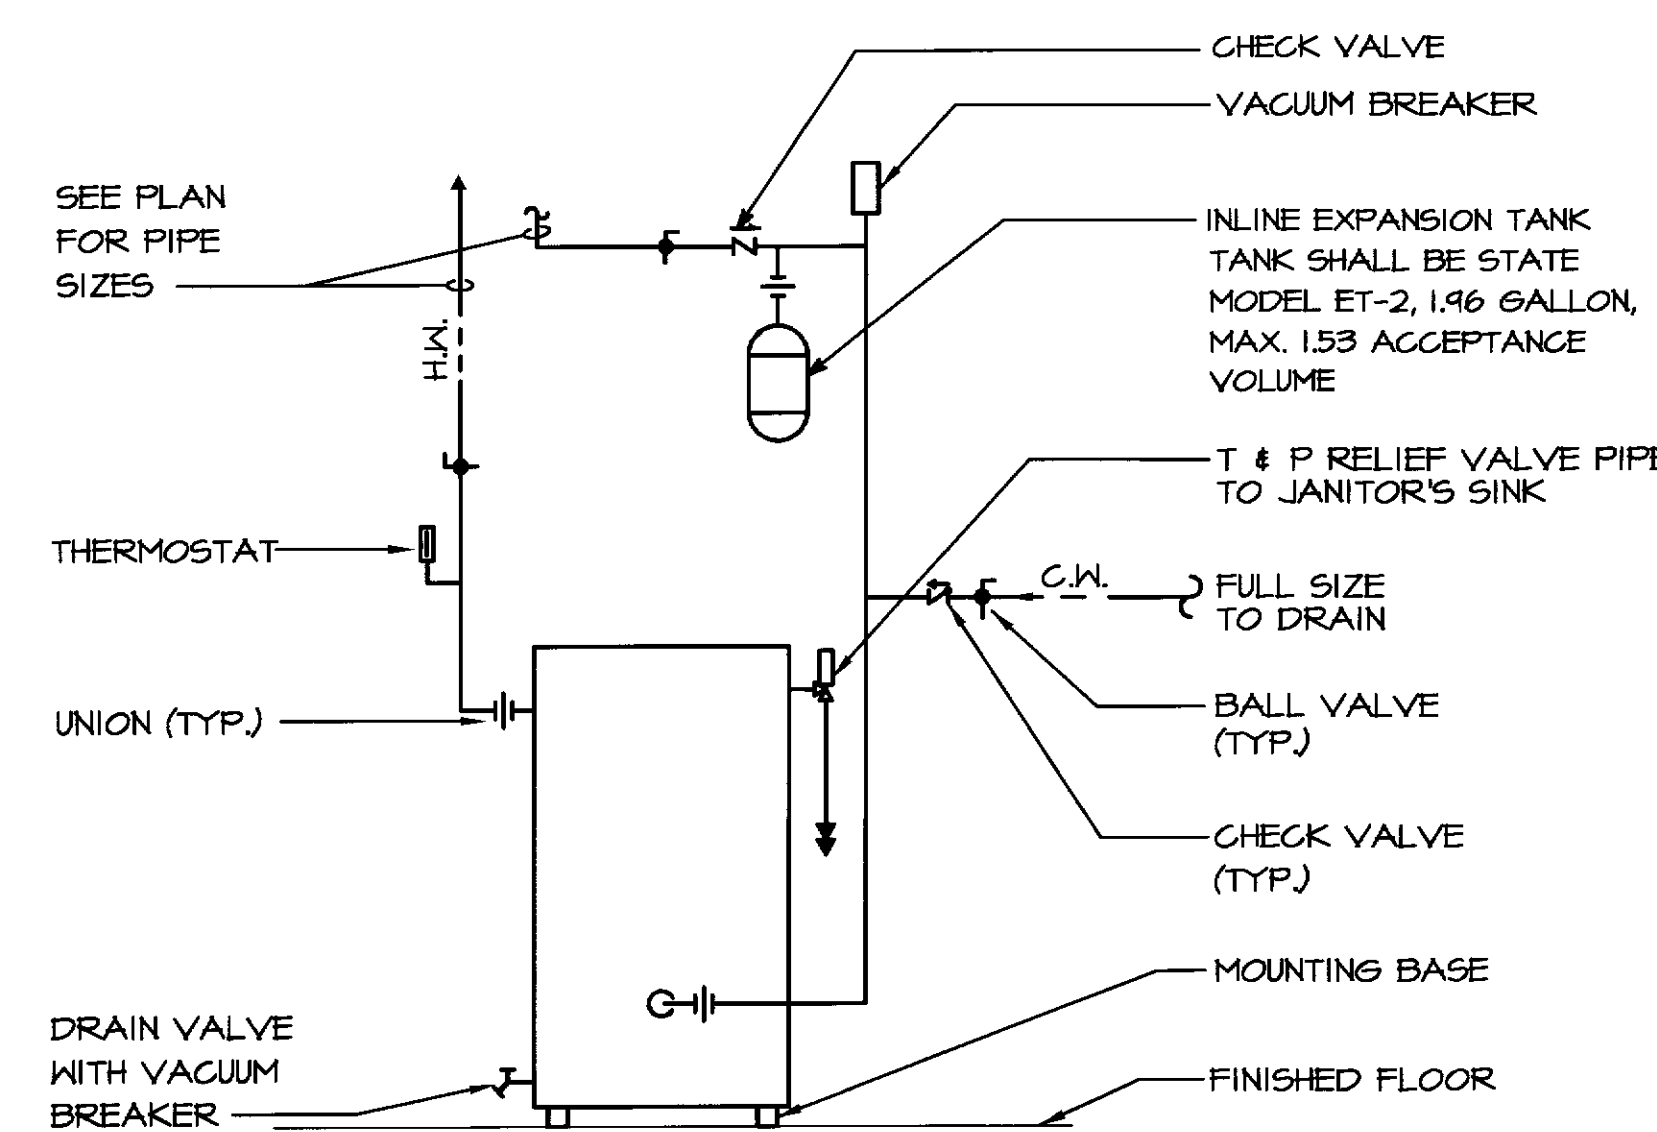 CHECK VALVE
VACUUM BREAKER
SEE PLAN
FOR PIPE
SIZES
INLINE EXPANSION TANK
TANK SHALL BE STATE
MODEL ET-2, 1.96 GALLON,
MAX. 1.53 ACCEPTANCE
VOLUME
H.W.
T & P RELIEF VALVE PIPE
TO JANITOR'S SINK
THERMOSTAT
C.W.
FULL SIZE
TO DRAIN
UNION (TYP.)
BALL VALVE
(TYP.)
CHECK VALVE
(TYP.)
MOUNTING BASE
DRAIN VALVE
WITH VACUUM
BREAKER
FINISHED FLOOR